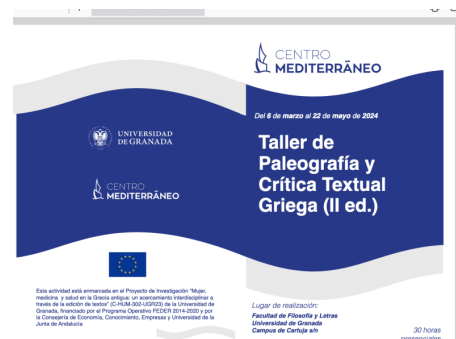 UNIVERSIDAD
DE GRANADA
CENTRO
MEDITERRÁNEO
Esta actividad está enmarcada en el Proyecto de Investigación "Mujer,
medicina y salud en la Grecia antigua: un acercamiento interdisciplinar a
través de la edición de textos" (C-HUM-302-UGR23) de la Universidad de
Granada, financiado por el Programa Operativo FEDER 2014-2020 y por
la Consejería de Economía, Conocimiento, Empresas y Universidad de la
Junta de Andalucía
CENTRO
MEDITERRÁNEO
Del 6 de marzo al 22 de mayo de 2024
Taller de
Paleografía y
Crítica Textual
Griega (II ed.)
Lugar de realización:
Facultad de Filosofía y Letras
Universidad de Granada
Campus de Cartuja s/n
30 horas
presenciales